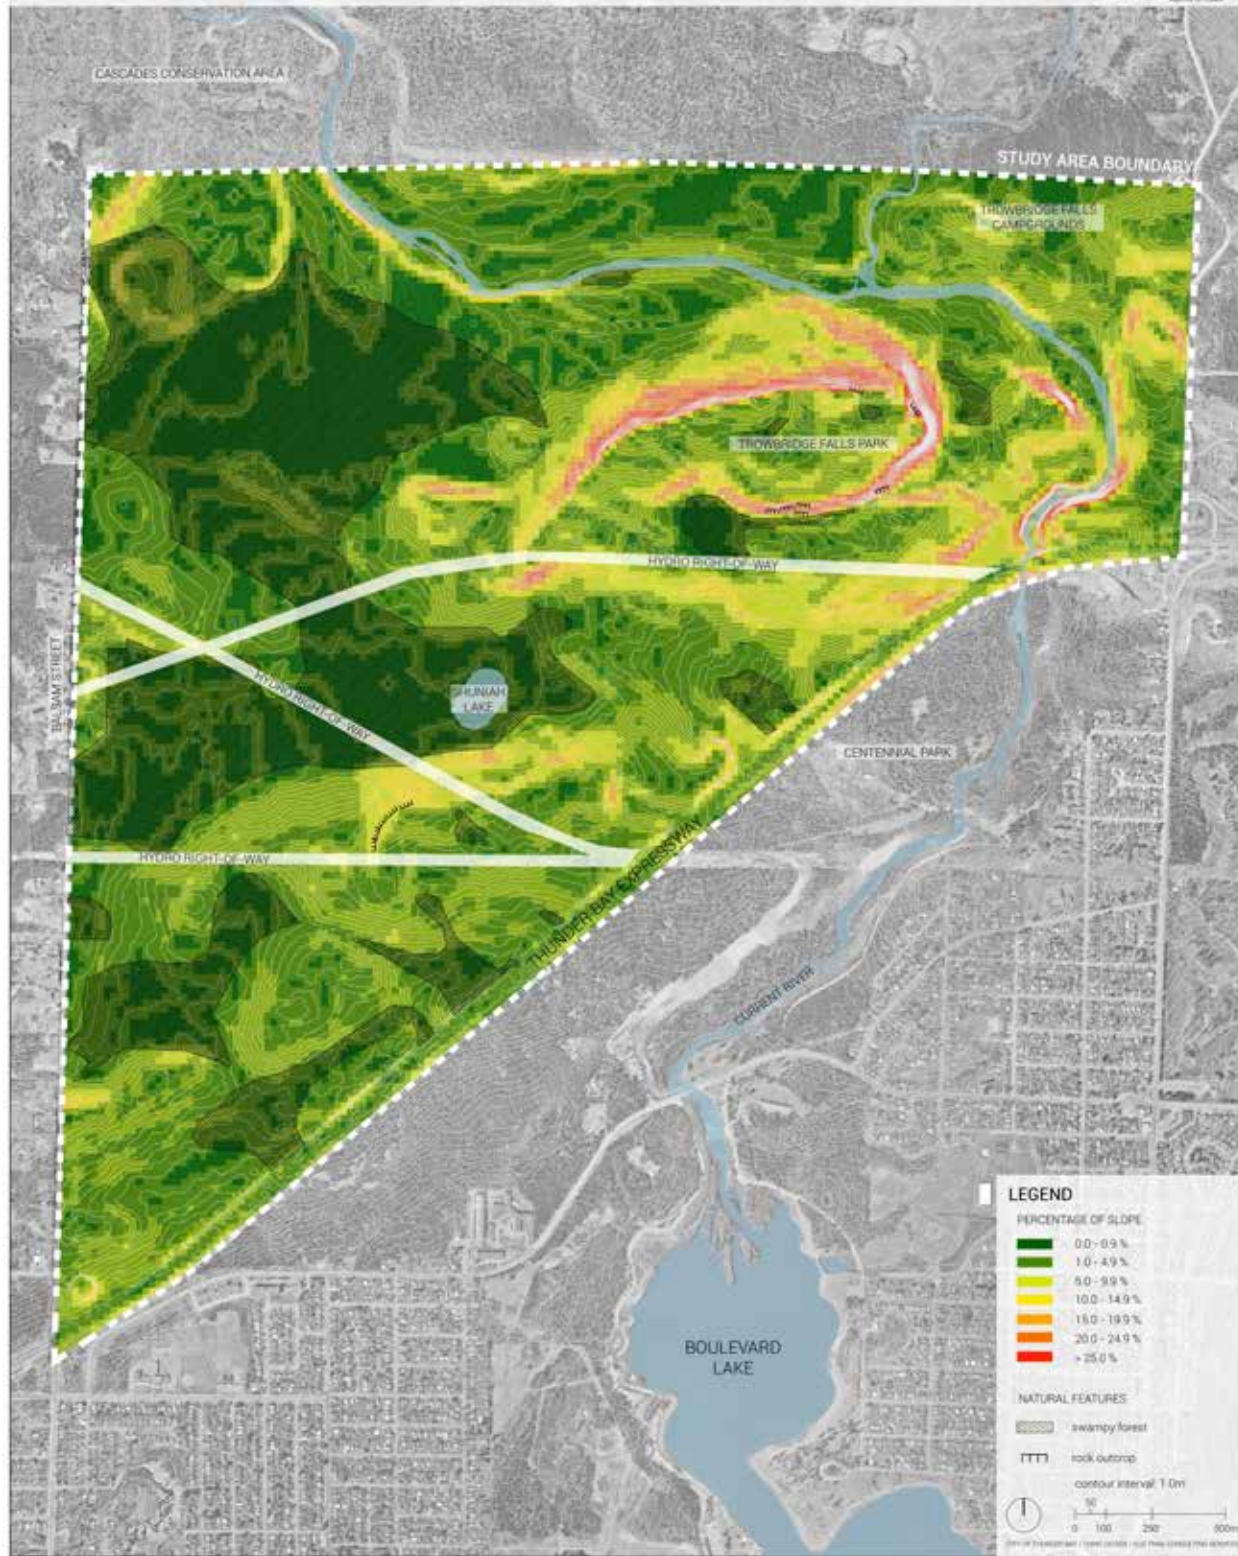 CASCADES CONSERVATION AREA
STUDY AREA BOUNDARY
TROWBRIDGE FALLS
CAMPGROUNDS
TROWBRIDGE FALLS PARK
HYDRO RIGHT-OF-WAY
BALSAM STREET
HYDRO RIGHT-OF-WAY
SHUNIAH
LAKE
CENTENNIAL PARK
HYDRO RIGHT-OF-WAY
THUNDER BAY EXPRESSWAY
CURRENT RIVER
BOULEVARD
LAKE
LEGEND
PERCENTAGE OF SLOPE
0.0 - 0.9 %
1.0 - 4.9 %
5.0 - 9.9 %
10.0 - 14.9 %
15.0 - 19.9 %
20.0 - 24.9 %
> 25.0 %
NATURAL FEATURES
swampy forest
rock outcrop
contour interval: 1.0m
50
0 100 250 500m